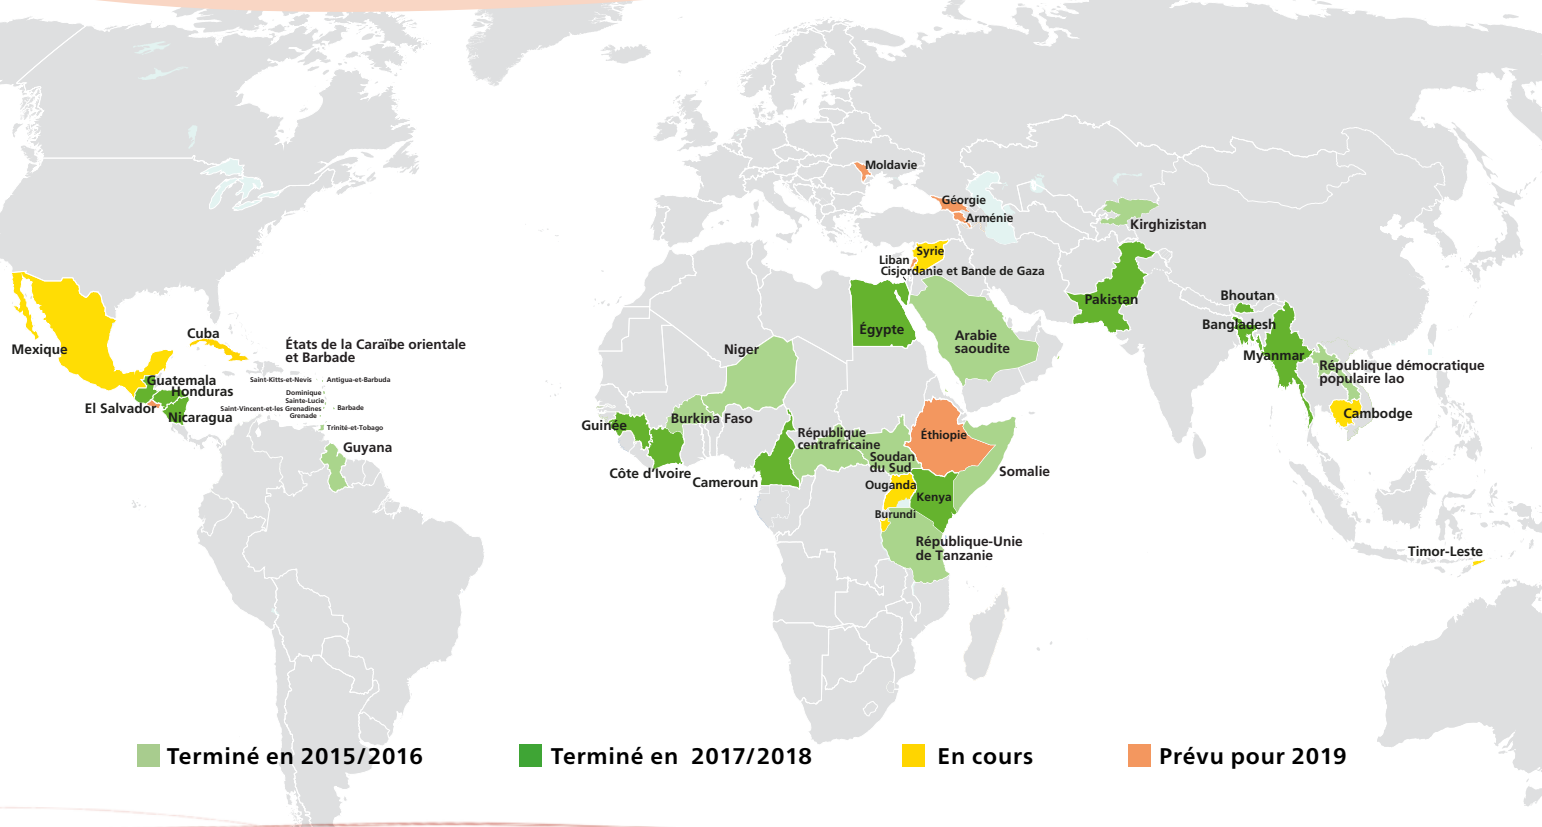 Moldavie
Géorgie
Arménie
Kirghizistan
Syrie
Liban
Cisjordanie et Bande de Gaza
Pakistan
Bhoutan
Bangladesh
Égypte
Arabie
saoudite
Myanmar
République démocratique
populaire lao
Cambodge
Cuba
Mexique
États de la Caraïbe orientale
et Barbade
Saint-Kitts-et-Nevis
Antigua-et-Barbuda
Dominique
Sainte-Lucie
Saint-Vincent-et-les Grenadines
Barbade
Grenade
Trinité-et-Tobago
Guatemala
Honduras
El Salvador
Nicaragua
Guyana
Niger
Burkina Faso
Guinée
Côte d'Ivoire
Cameroun
République
centrafricaine
Soudan
du Sud
Éthiopie
Somalie
Ouganda
Kenya
Burundi
République-Unie
de Tanzanie
Timor-Leste
Terminé en 2015/2016
Terminé en 2017/2018
En cours
Prévu pour 2019